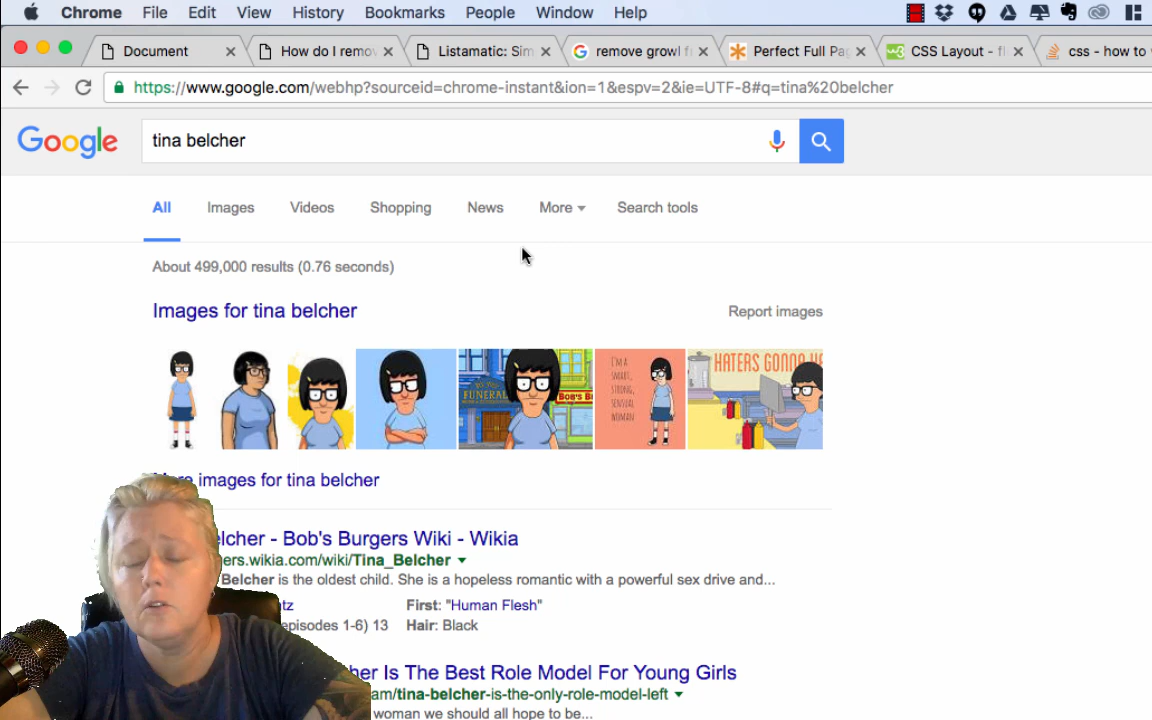 Chrome File Edit View History Bookmarks People Window Help
Document How do I remov Listamatic: Sim remove growl f Perfect Full Pag CSS Layout - fl css - how to
https://www.google.com/webhp?sourceid=chrome-instant&ion=1&espv=2&ie=UTF-8#q=tina%20belcher
Google tina belcher
All Images Videos Shopping News More Search tools
About 499,000 results (0.76 seconds)
Images for tina belcher Report images
I'M A
SMART,
STRONG,
SENSUAL
WOMAN
FUNERAL
BOB'S B
HATERS GONNA
images for tina belcher
elcher - Bob's Burgers Wiki - Wikia
ers.wikia.com/wiki/Tina_Belcher
Belcher is the oldest child. She is a hopeless romantic with a powerful sex drive and...
tz First: "Human Flesh"
episodes 1-6) 13 Hair: Black
her Is The Best Role Model For Young Girls
am/tina-belcher-is-the-only-role-model-left
woman we should all hope to be...